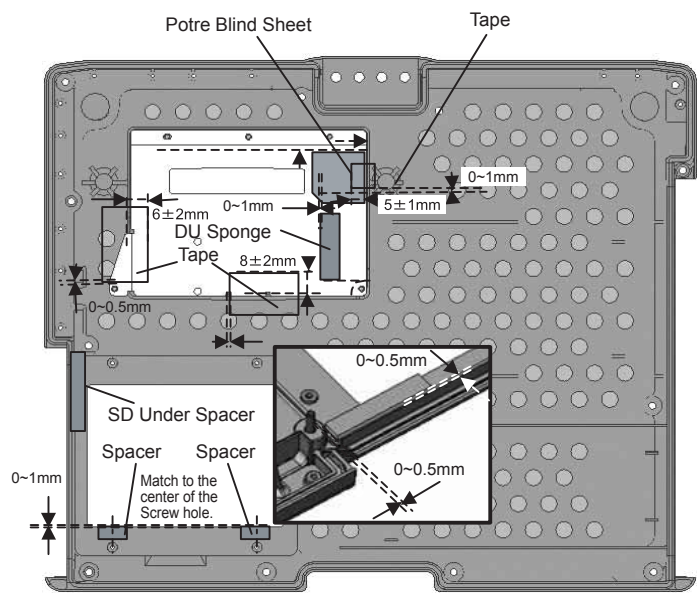 Potre Blind Sheet
Tape
0~1mm
6±2mm
0~1mm
5±1mm
DU Sponge
Tape
8±2mm
0~0.5mm
0~0.5mm
SD Under Spacer
Spacer
Spacer
0~0.5mm
0~1mm
Match to the
center of the
Screw hole.